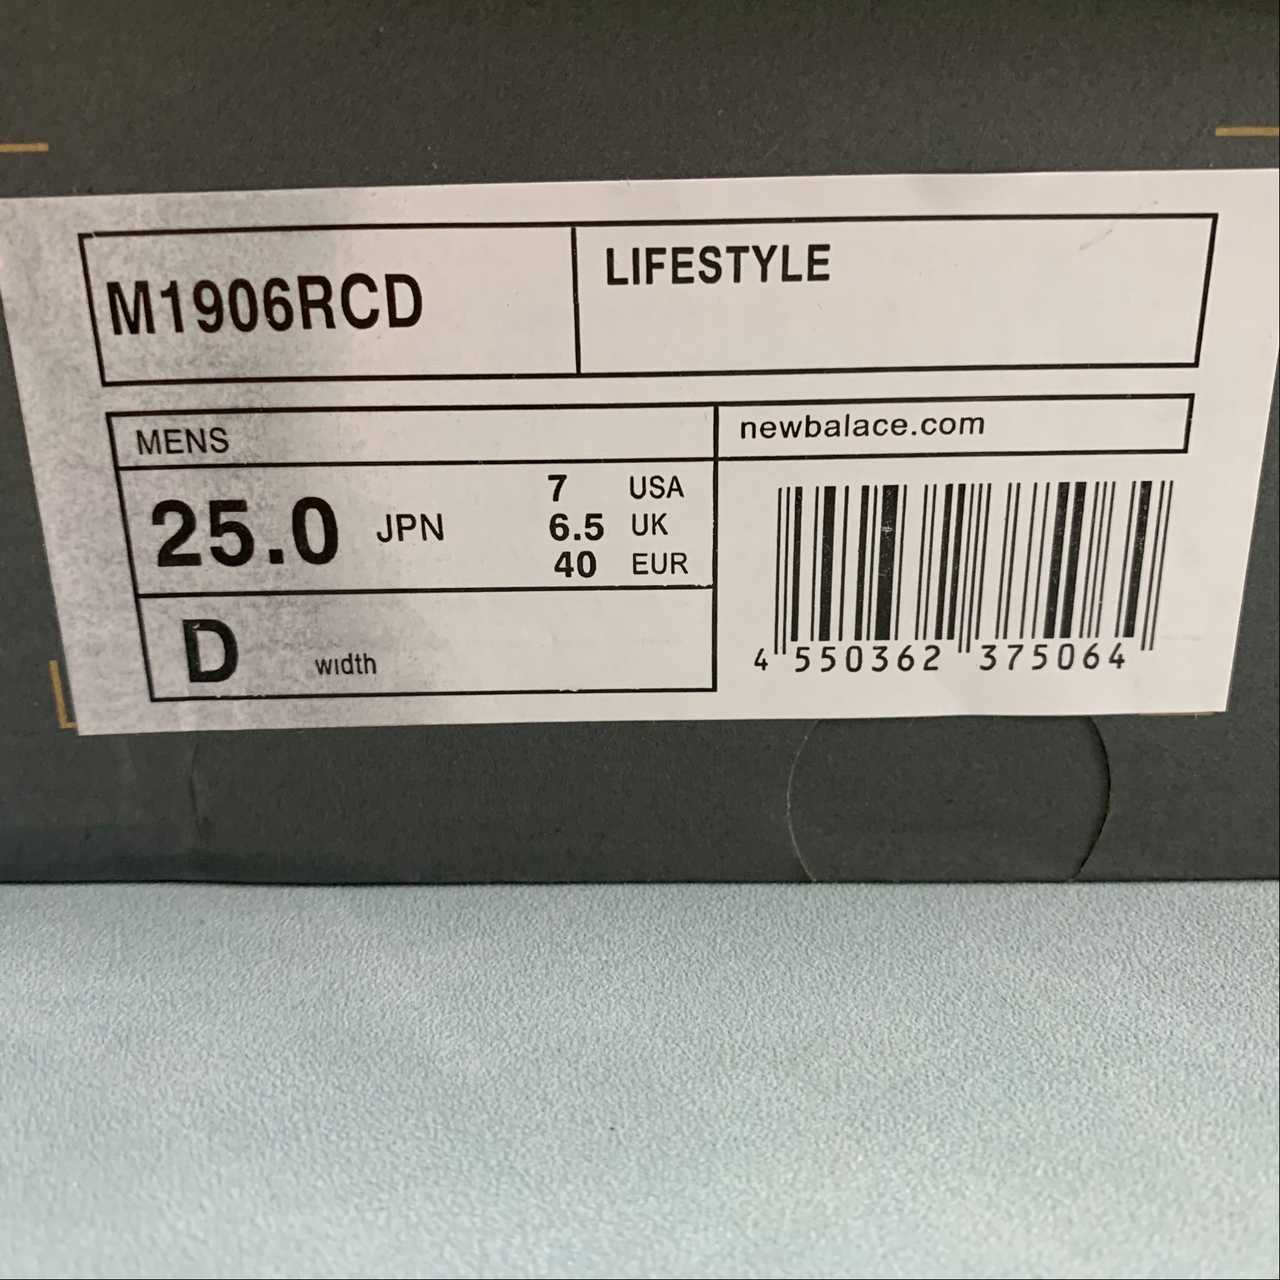 M1906RCD
LIFESTYLE
MENS
newbalace.com
25.0 JPN
7 USA
6.5 UK
40 EUR
D width
4 550362 375064